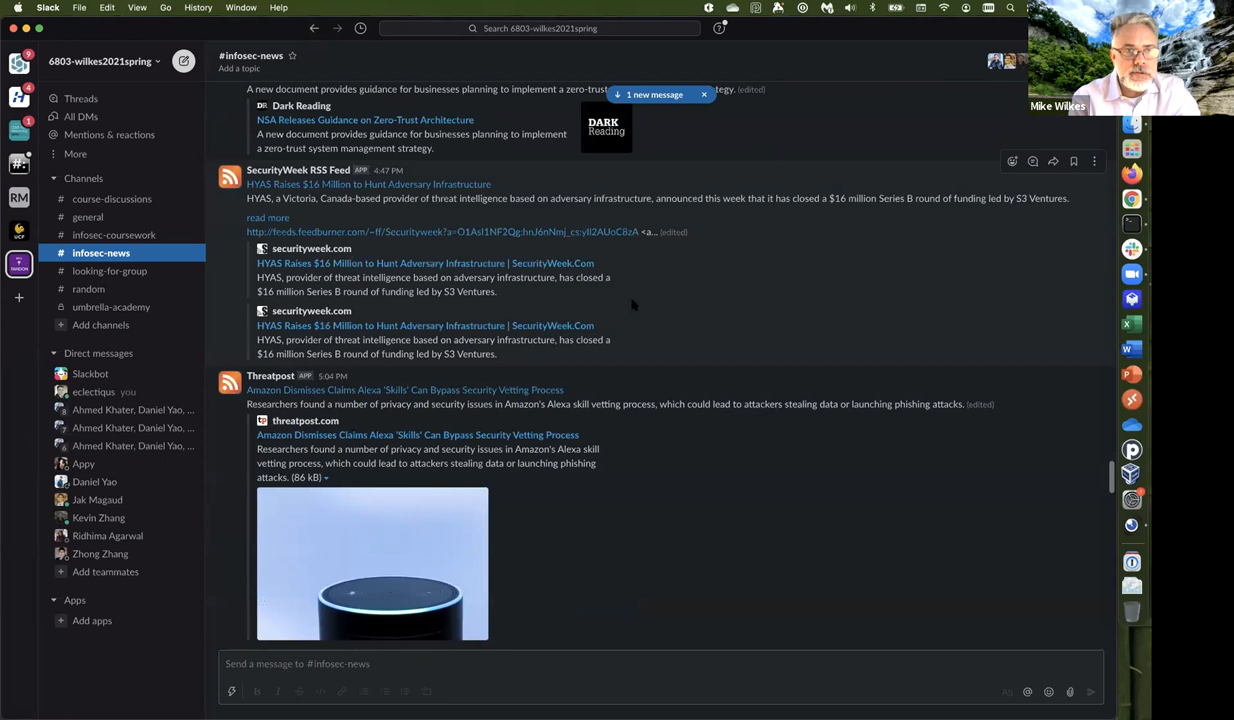 Slack File Edit View Go History Window Help
Search 6803-wilkes2021spring
9
6803-wilkes2021spring
4
1
#
RM
UCF
Threads
All DMs
Mentions & reactions
More
Channels
# course-discussions
# general
# infosec-coursework
# infosec-news
# looking-for-group
# random
umbrella-academy
+ Add channels
Direct messages
Slackbot
eclectiqus you
8 Ahmed Khater, Daniel Yao, ...
7 Ahmed Khater, Daniel Yao, ...
6 Ahmed Khater, Daniel Yao, ...
Appy
Daniel Yao
Jak Magaud
Kevin Zhang
Ridhima Agarwal
Zhong Zhang
+ Add teammates
Apps
+ Add apps
#infosec-news
Add a topic
1 new message
A new document provides guidance for businesses planning to implement a zero-trust tegy. (edited)
DR Dark Reading
NSA Releases Guidance on Zero-Trust Architecture
A new document provides guidance for businesses planning to implement
a zero-trust system management strategy.
DARK
Reading
SecurityWeek RSS Feed APP 4:47 PM
HYAS Raises $16 Million to Hunt Adversary Infrastructure
HYAS, a Victoria, Canada-based provider of threat intelligence based on adversary infrastructure, announced this week that it has closed a $16 million Series B round of funding led by S3 Ventures.
read more
<a... (edited)
securityweek.com
HYAS Raises $16 Million to Hunt Adversary Infrastructure | SecurityWeek.Com
HYAS, provider of threat intelligence based on adversary infrastructure, has closed a
$16 million Series B round of funding led by S3 Ventures.
securityweek.com
HYAS Raises $16 Million to Hunt Adversary Infrastructure | SecurityWeek.Com
HYAS, provider of threat intelligence based on adversary infrastructure, has closed a
$16 million Series B round of funding led by S3 Ventures.
Threatpost APP 5:04 PM
Amazon Dismisses Claims Alexa 'Skills' Can Bypass Security Vetting Process
Researchers found a number of privacy and security issues in Amazon's Alexa skill vetting process, which could lead to attackers stealing data or launching phishing attacks. (edited)
threatpost.com
Amazon Dismisses Claims Alexa 'Skills' Can Bypass Security Vetting Process
Researchers found a number of privacy and security issues in Amazon's Alexa skill
vetting process, which could lead to attackers stealing data or launching phishing
attacks. (86 kB)
Send a message to #infosec-news
Mike Wilkes